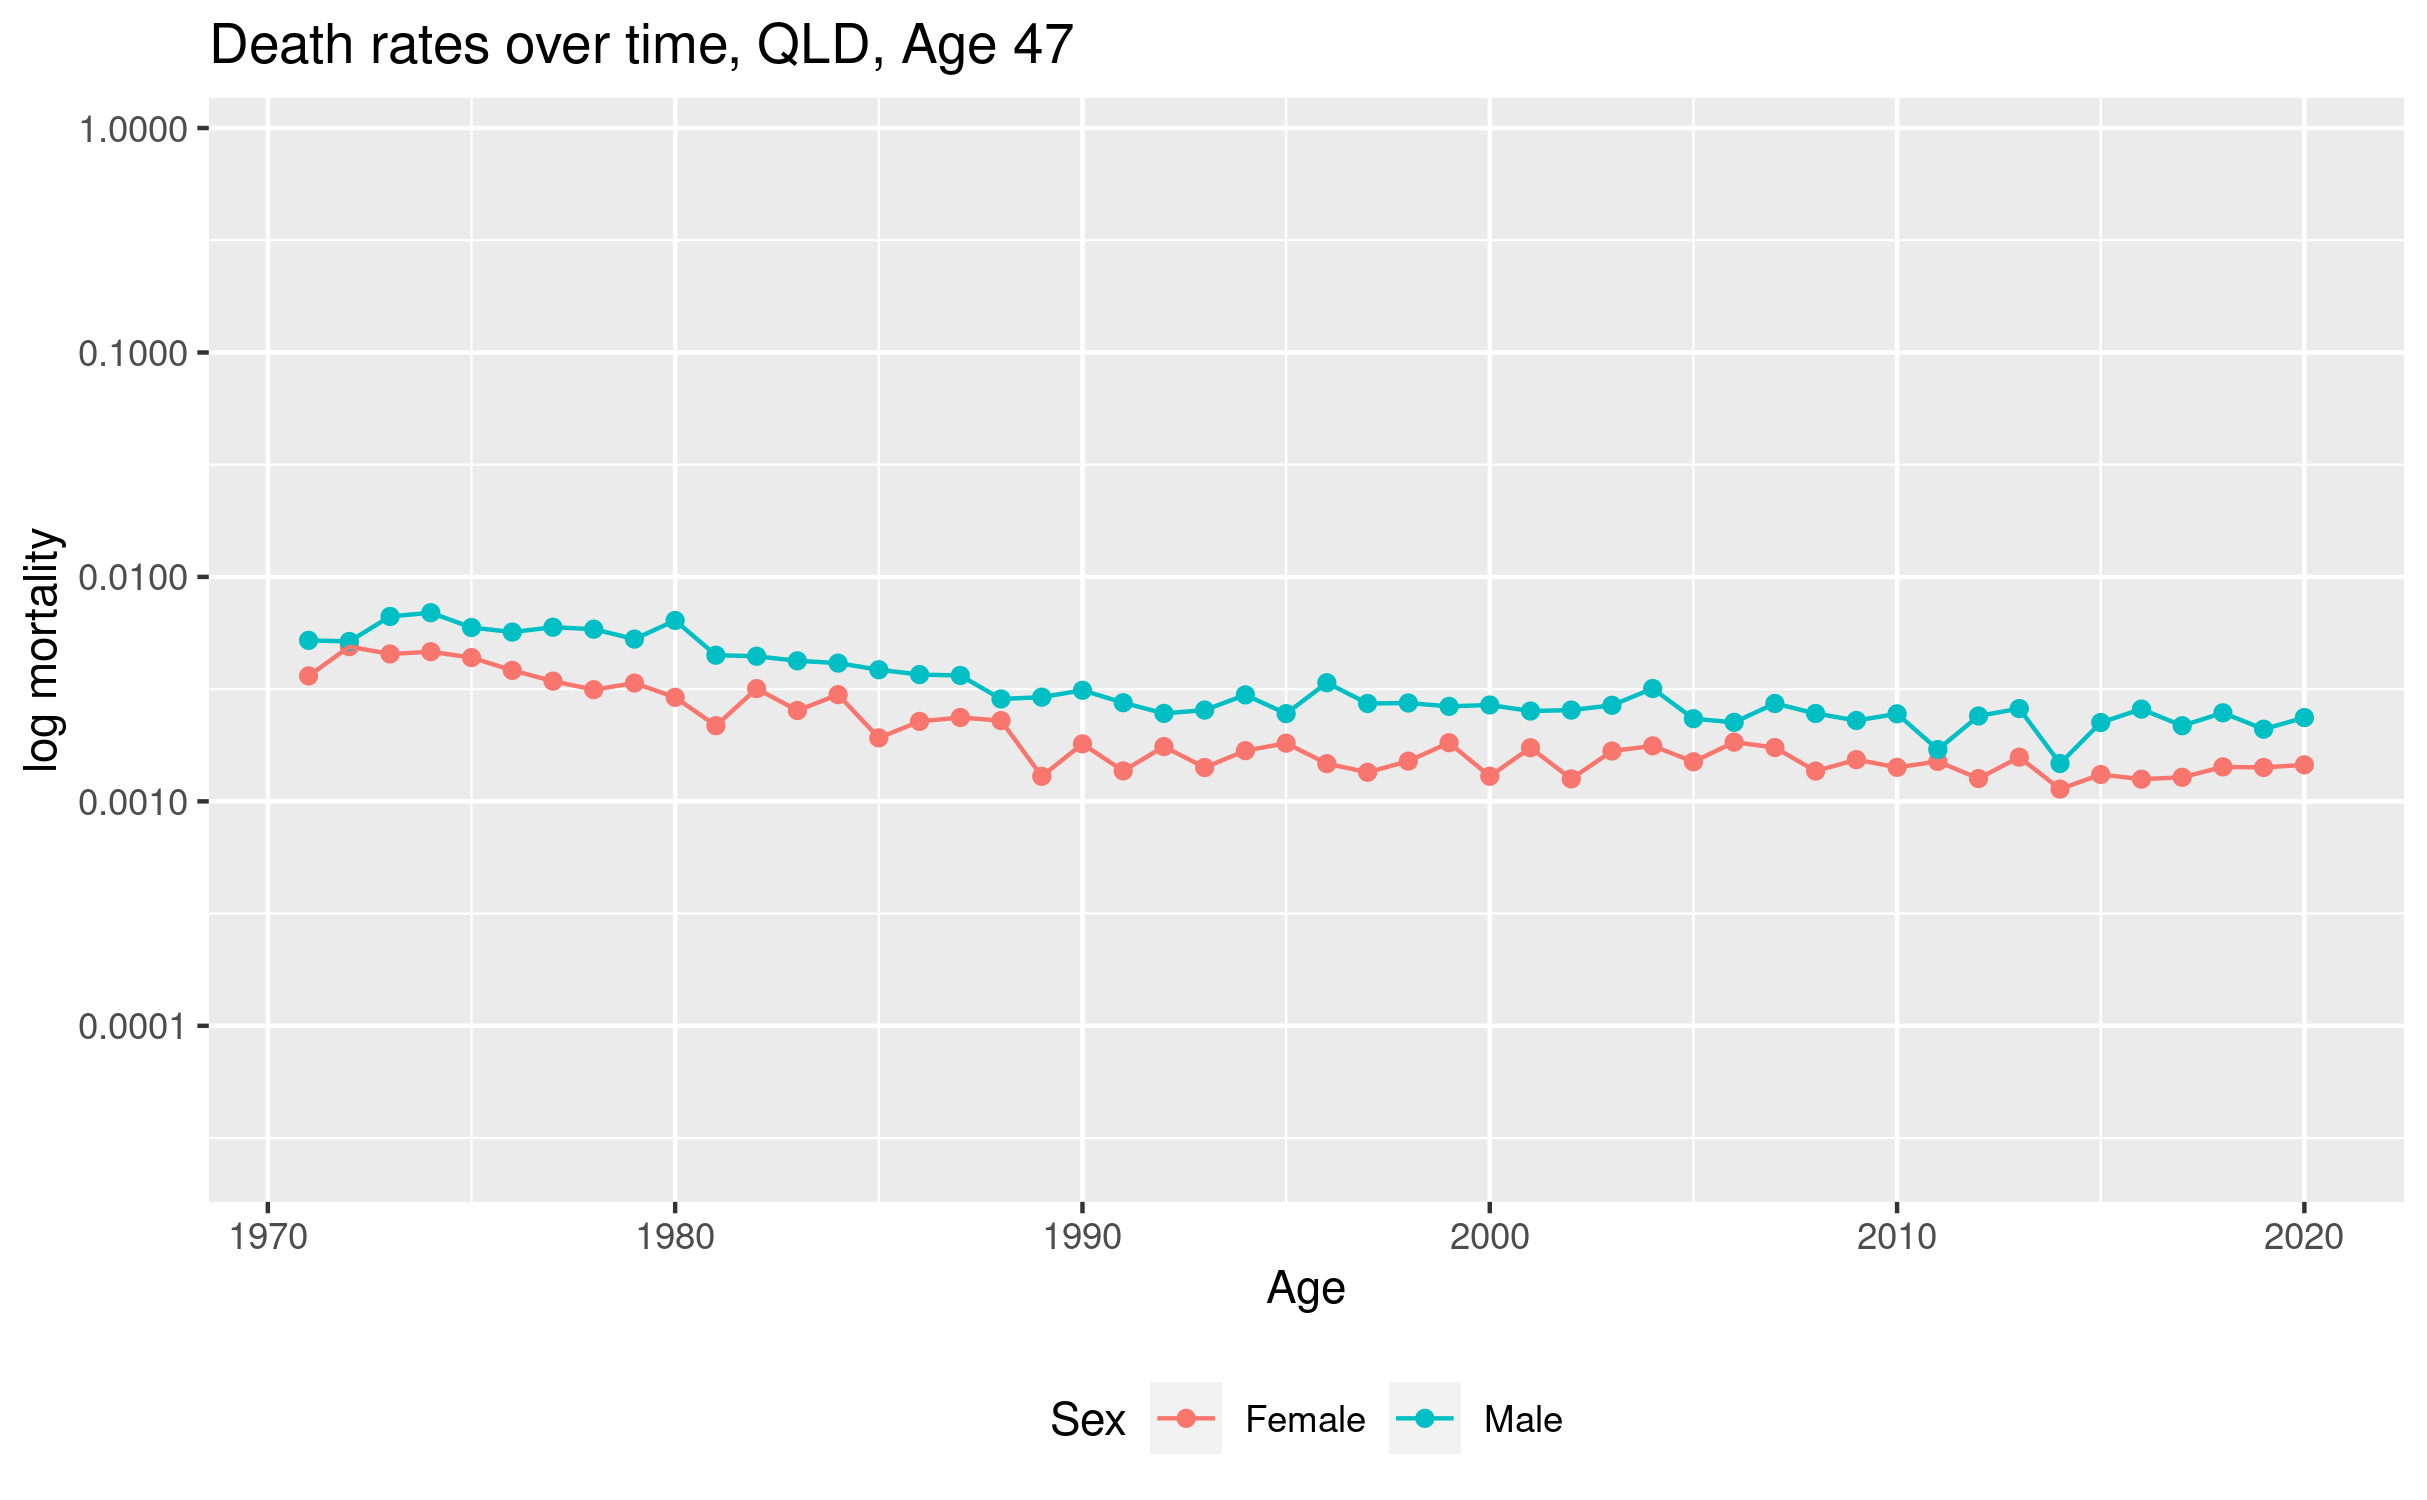 Death rates over time, QLD, Age 47
log mortality
1.0000
0.1000
0.0100
0.0010
0.0001
1970 1980 1990 2000 2010 2020
Age
Sex Female Male